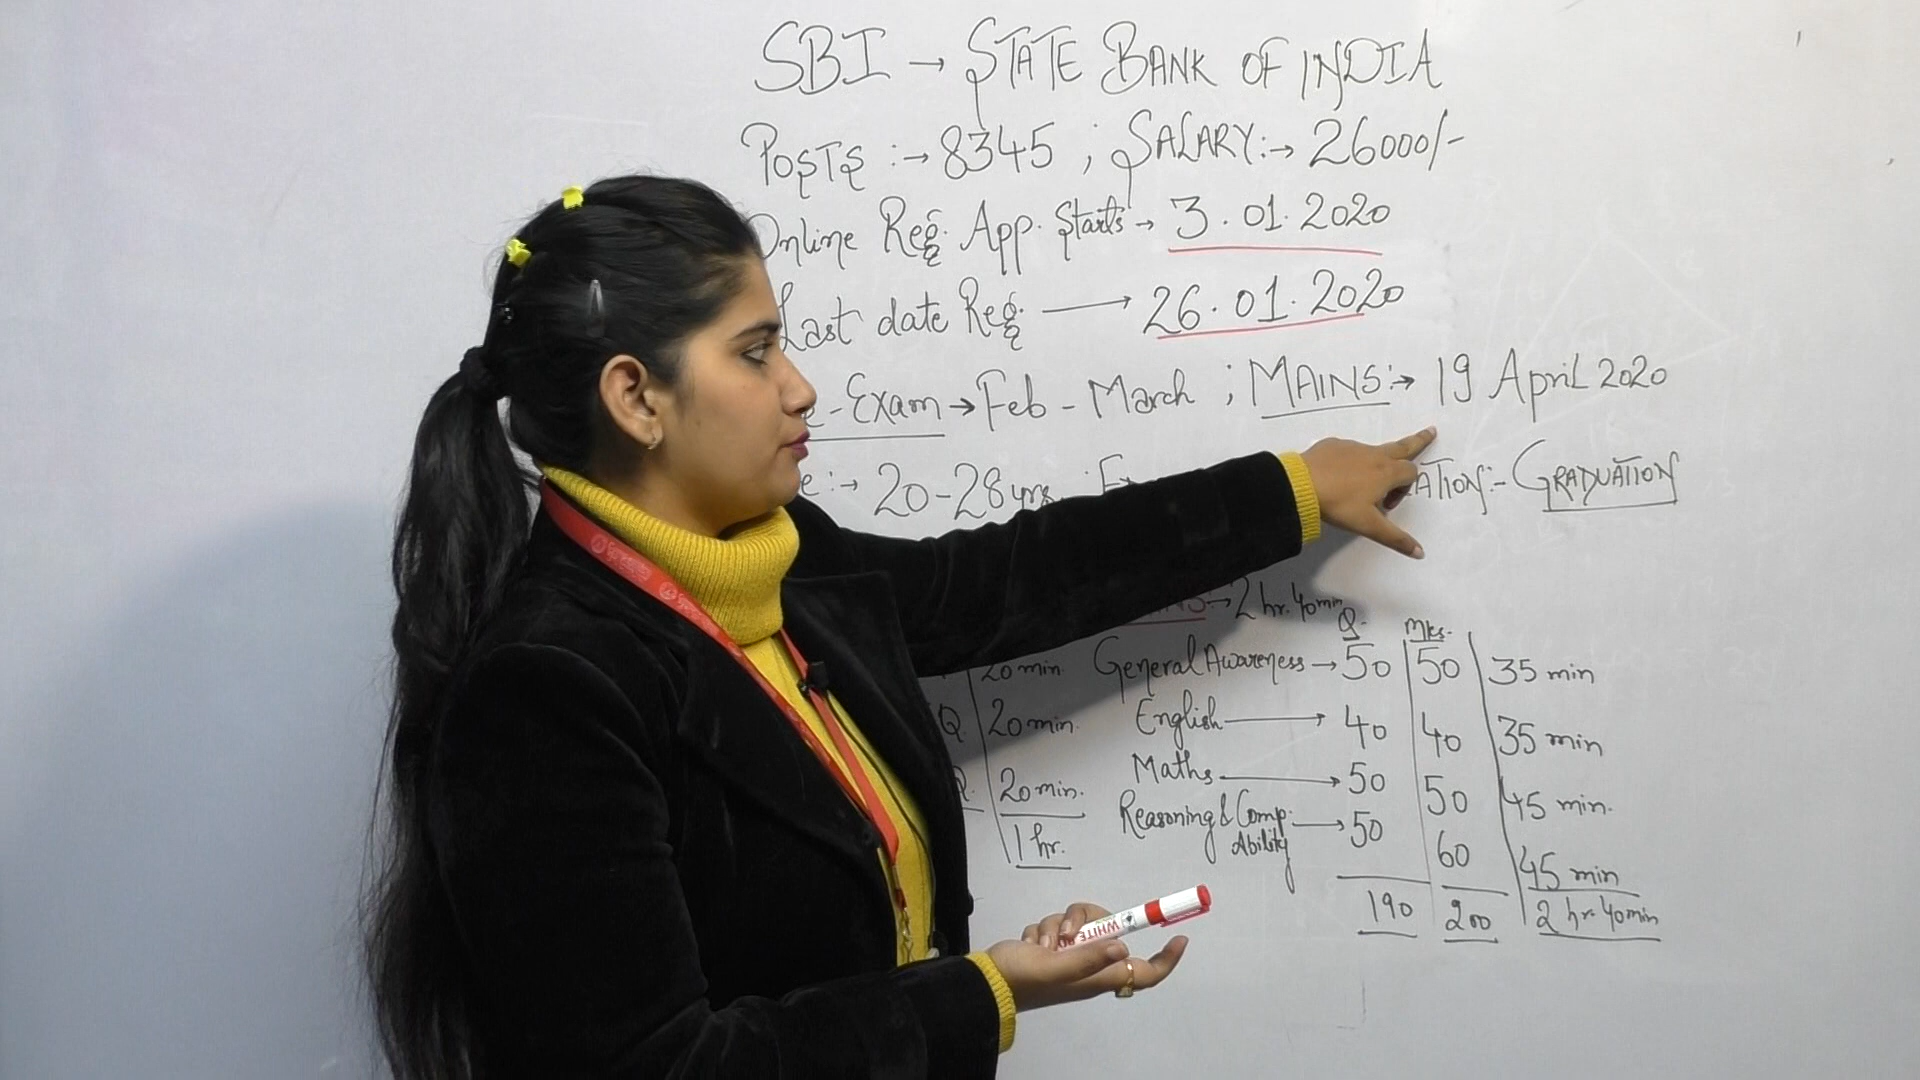 SBI → STATE BANK OF INDIA
POSTS :→ 8345 ; SALARY:→ 26000/-
Online Reg. App. Starts → 3.01.2020
Last date Reg. → 26.01.2020
e-Exam → Feb - March ; MAINS:→ 19 April 2020
e:→ 20-28 yrs. ATION:- GRADUATION
→ 2 hr. 40 min
Q. Mks.
20 min General Awareness → 50 50 35 min
Q. 20 min. English → 40 40 35 min
Q. 20 min. Maths → 50 50 45 min.
1 hr. Reasoning & Comp. Ability → 50 60 45 min
190 200 2 hr 40 min
WHITE BO